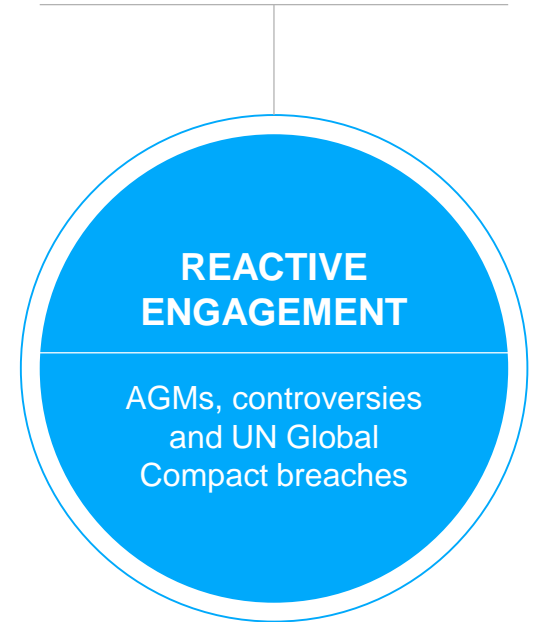 REACTIVE
ENGAGEMENT
AGMs, controversies
and UN Global
Compact breaches